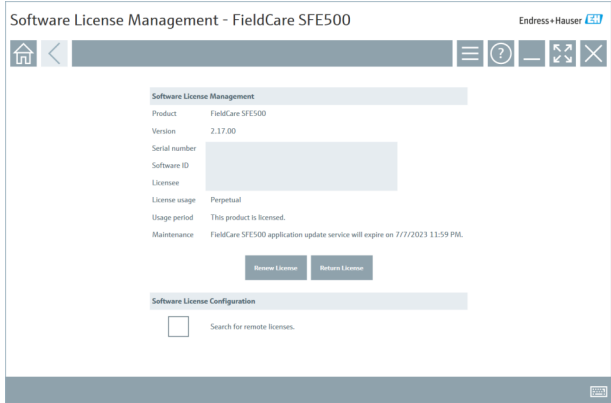 Software License Management - FieldCare SFE500
Endress+Hauser EH
Software License Management
Product FieldCare SFE500
Version 2.17.00
Serial number
Software ID
Licensee
License usage Perpetual
Usage period This product is licensed.
Maintenance FieldCare SFE500 application update service will expire on 7/7/2023 11:59 PM.
Renew License Return License
Software License Configuration
Search for remote licenses.